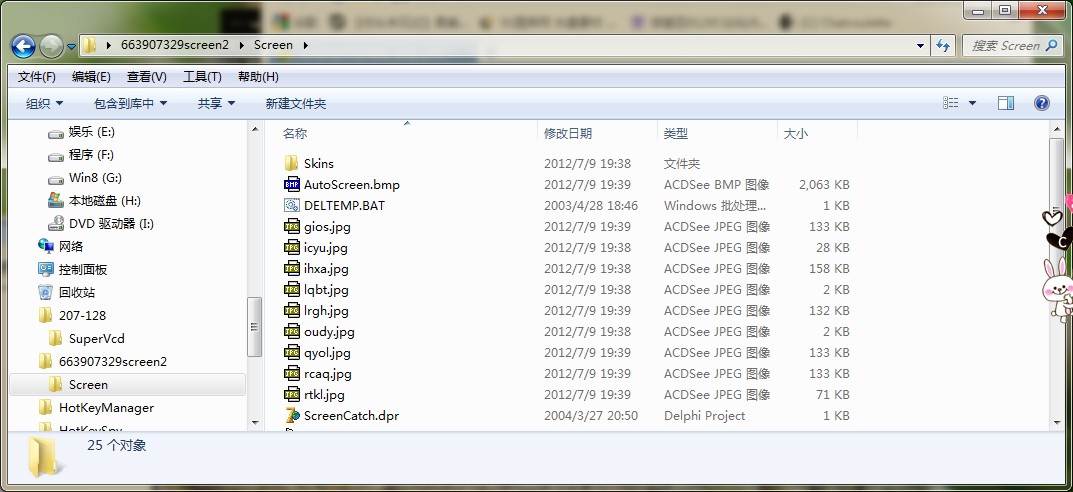 663907329screen2 Screen 搜索 Screen
文件(F) 编辑(E) 查看(V) 工具(T) 帮助(H)
组织 包含到库中 共享 新建文件夹
娱乐 (E:)
程序 (F:)
Win8 (G:)
本地磁盘 (H:)
DVD 驱动器 (I:)
网络
控制面板
回收站
207-128
SuperVcd
663907329screen2
Screen
HotKeyManager
HotKeySpy
名称 修改日期 类型 大小
Skins 2012/7/9 19:38 文件夹
AutoScreen.bmp 2012/7/9 19:39 ACDSee BMP 图像 2,063 KB
DELTEMP.BAT 2003/4/28 18:46 Windows 批处理... 1 KB
gios.jpg 2012/7/9 19:39 ACDSee JPEG 图像 133 KB
icyu.jpg 2012/7/9 19:38 ACDSee JPEG 图像 28 KB
ihxa.jpg 2012/7/9 19:38 ACDSee JPEG 图像 158 KB
lqbt.jpg 2012/7/9 19:38 ACDSee JPEG 图像 2 KB
lrgh.jpg 2012/7/9 19:39 ACDSee JPEG 图像 132 KB
oudy.jpg 2012/7/9 19:38 ACDSee JPEG 图像 2 KB
qyol.jpg 2012/7/9 19:39 ACDSee JPEG 图像 133 KB
rcaq.jpg 2012/7/9 19:39 ACDSee JPEG 图像 133 KB
rtkl.jpg 2012/7/9 19:39 ACDSee JPEG 图像 71 KB
ScreenCatch.dpr 2004/3/27 20:50 Delphi Project 1 KB
25 个对象